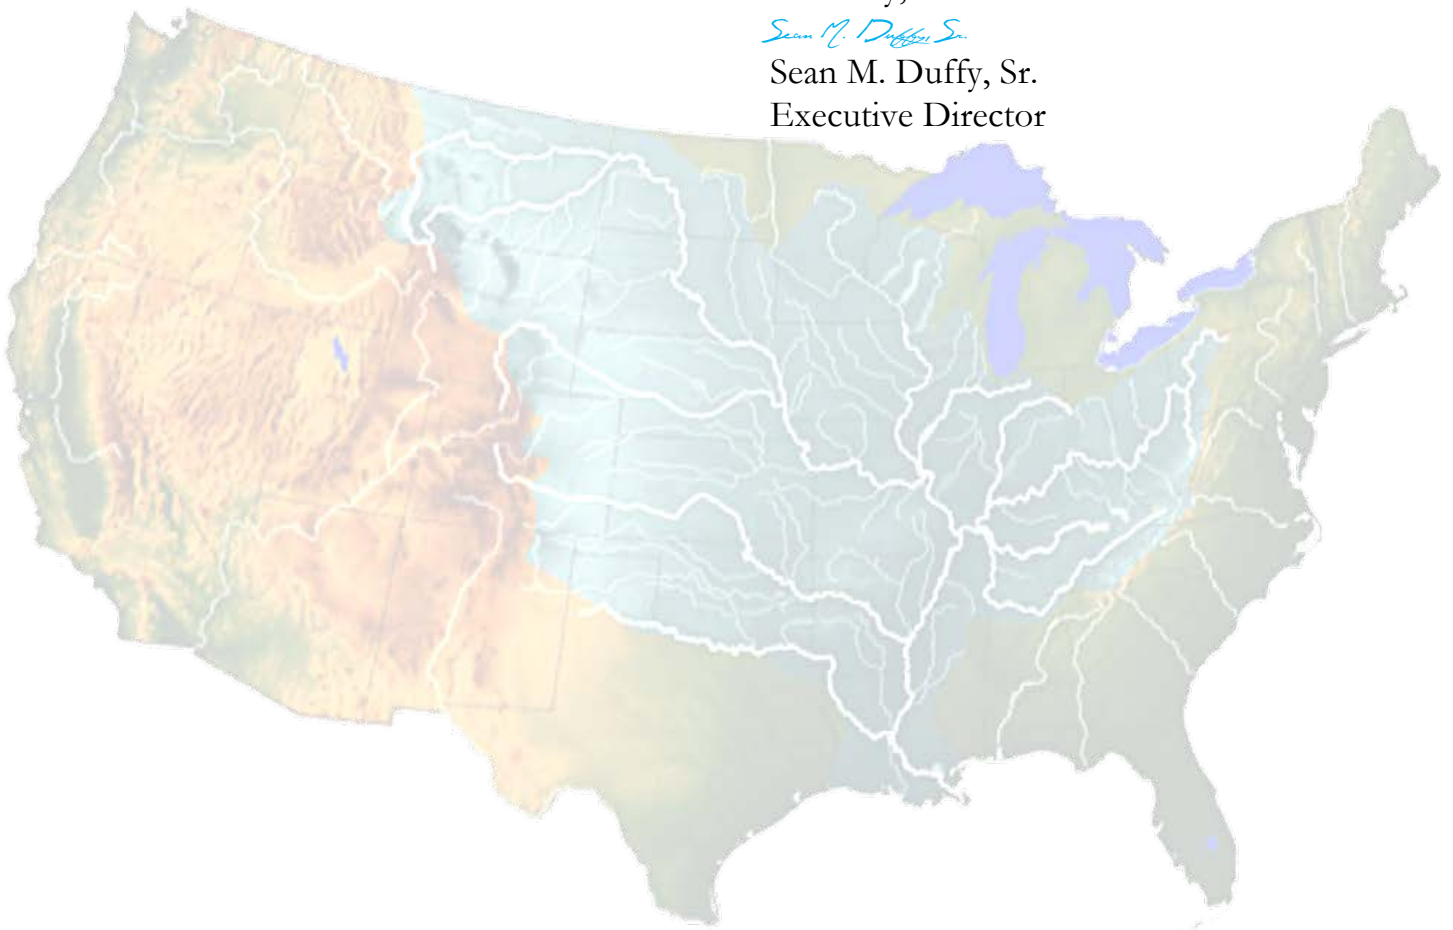 Sean M. Duffy, Sr.
Sean M. Duffy, Sr.
Executive Director